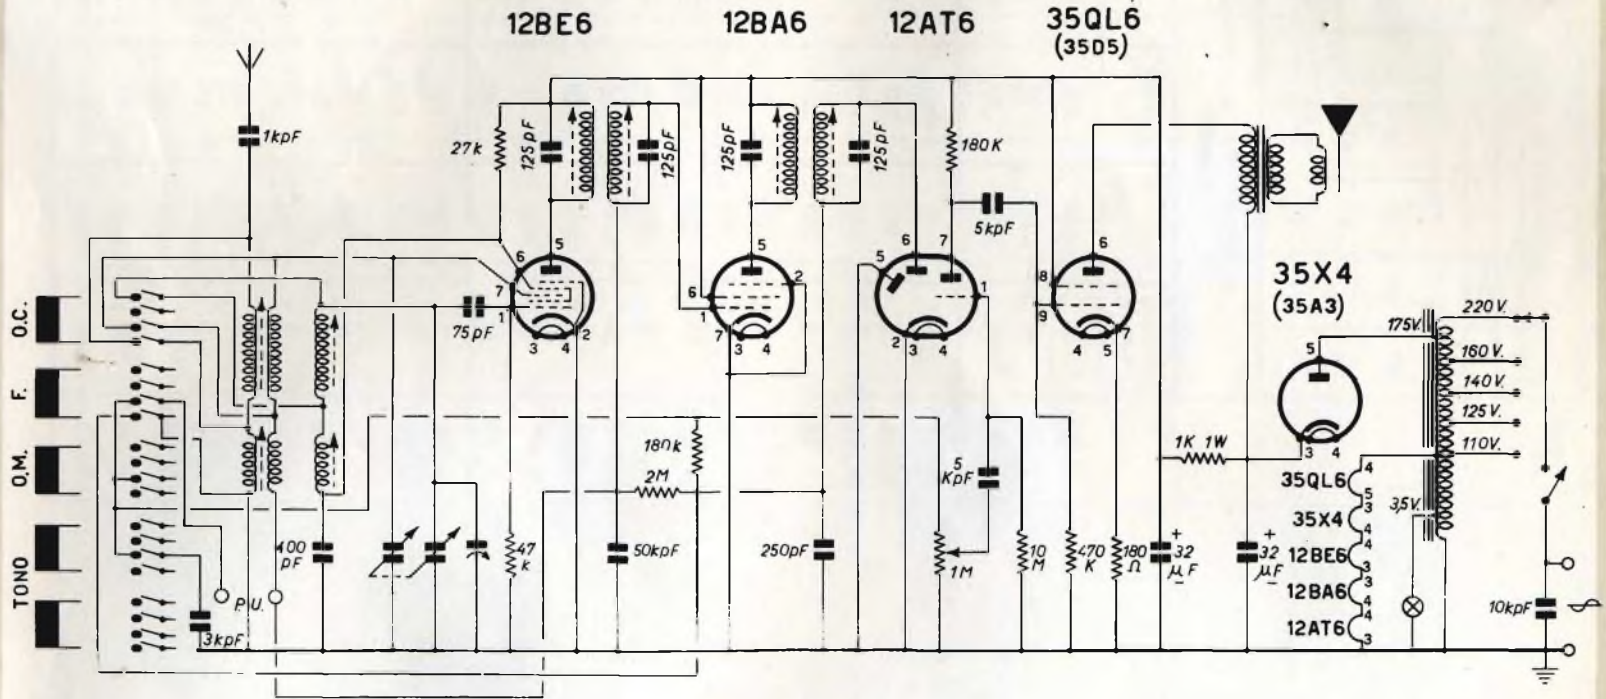 12BE6 12BA6 12AT6 35QL6
(35D5)
1kpF
27k
125pF
125pF
125pF
125pF
180K
5kpF
6 5
7
1
3 4 2
75pF
5
2
6
1
7 3 4
5 6 7
1
2 3 4
6
8
9
4 5 7
35X4
(35A3)
5
3 4
175V.
220V.
160V.
140V.
125V.
110V.
3,5V.
O.C.
F.
O.M.
TONO
180k
2M
5
KpF
1K 1W
400
pF
47
k
50kpF
250pF
1M
10
M
470
K
180
Ω
+
32
μF
-
+
32
μF
-
P.U.
3kpF
4
35QL6
5
3
35X4
4
4
12BE6
3
3
12BA6
4
4
12AT6
3
10kpF